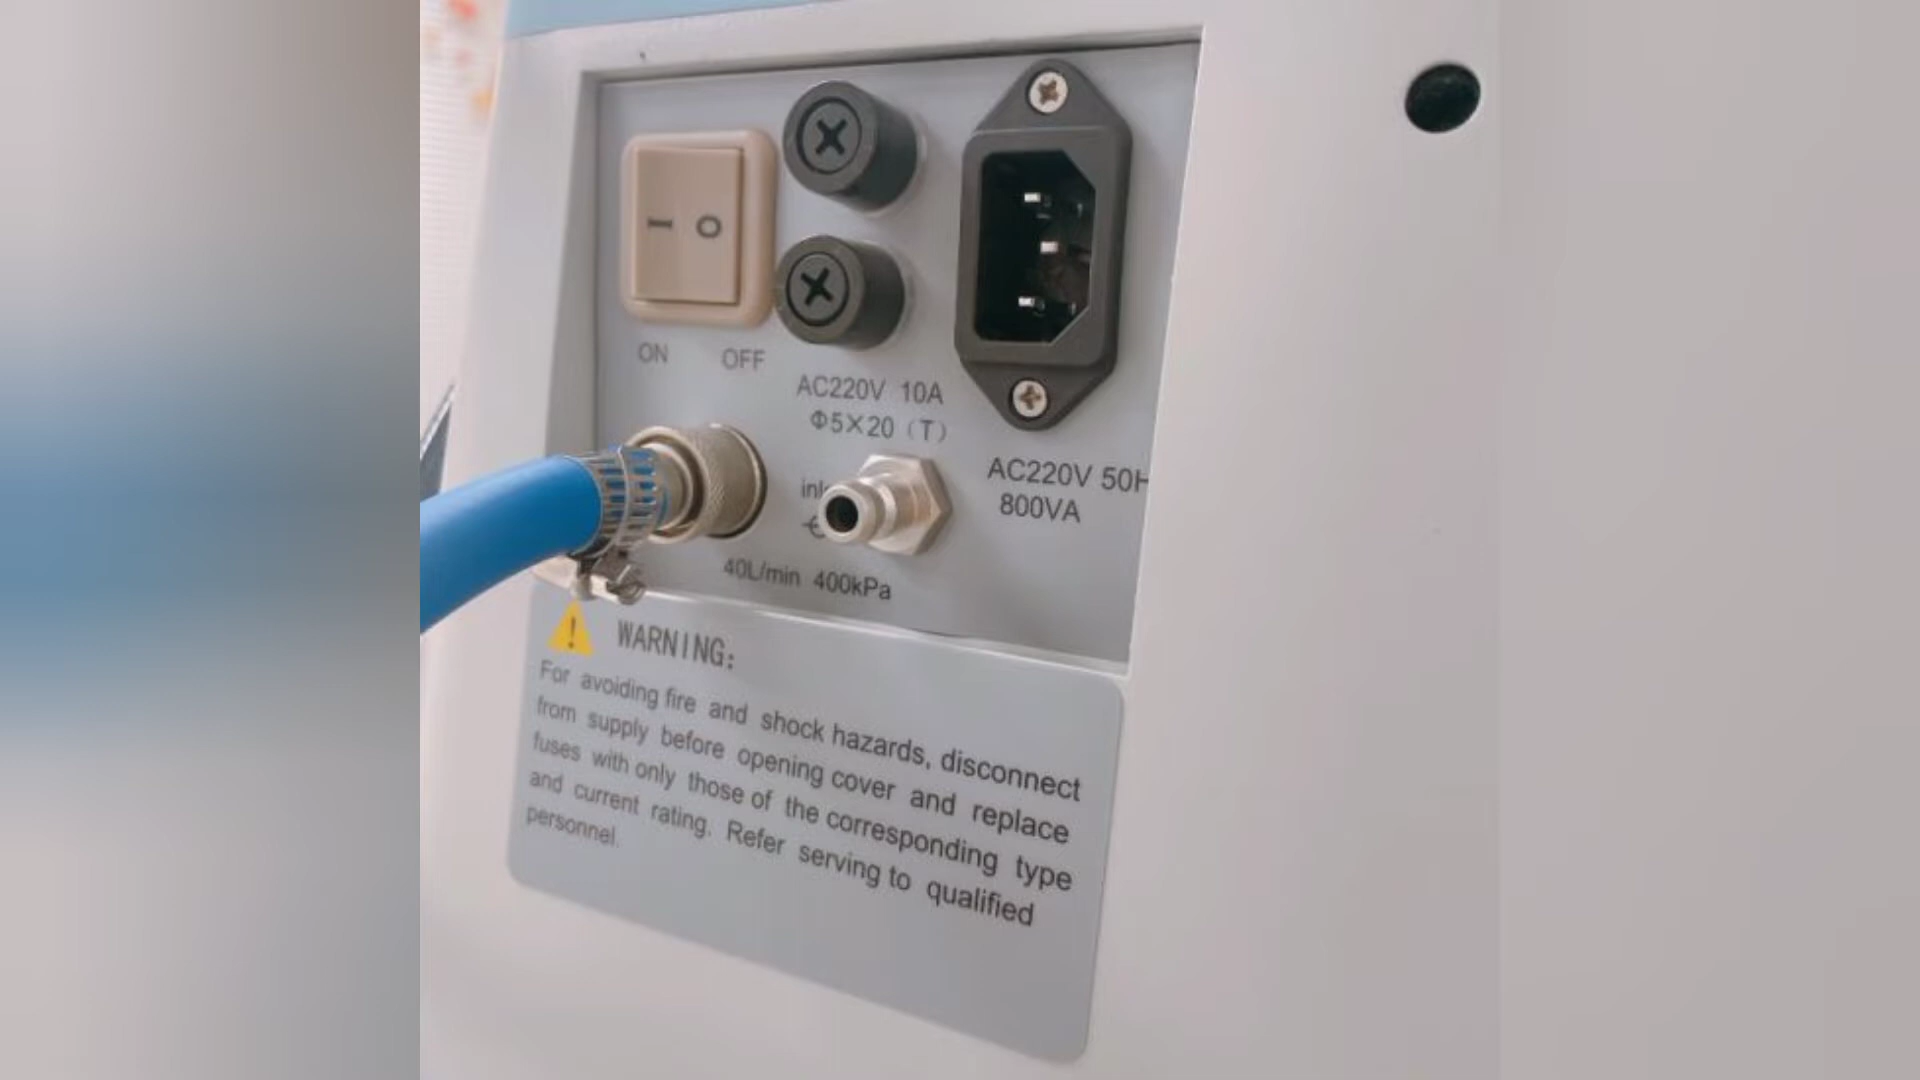 I O
ON OFF
AC220V 10A
Φ5×20 (T)
AC220V 50H
800VA
40L/min 400kPa
WARNING:
For avoiding fire and shock hazards, disconnect
from supply before opening cover and replace
fuses with only those of the corresponding type
and current rating. Refer serving to qualified
personnel.